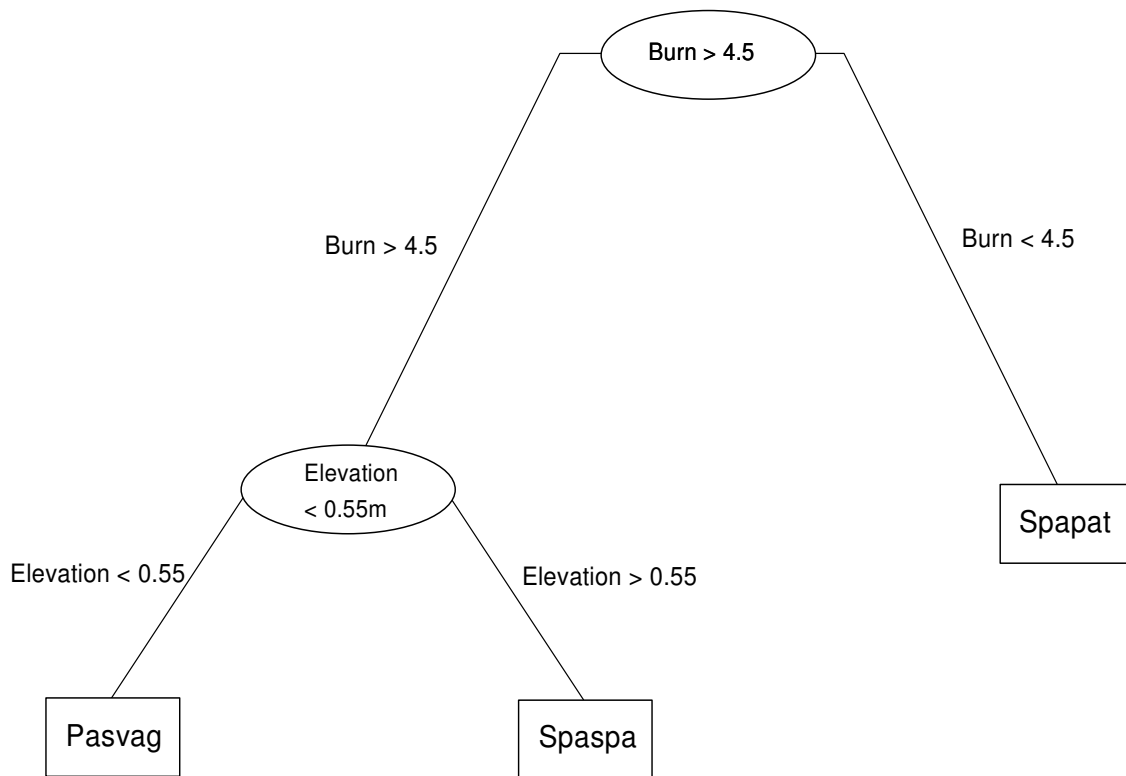 Burn > 4.5
Burn > 4.5
Burn < 4.5
Elevation
< 0.55m
Spapat
Elevation < 0.55
Elevation > 0.55
Pasvag
Spaspa